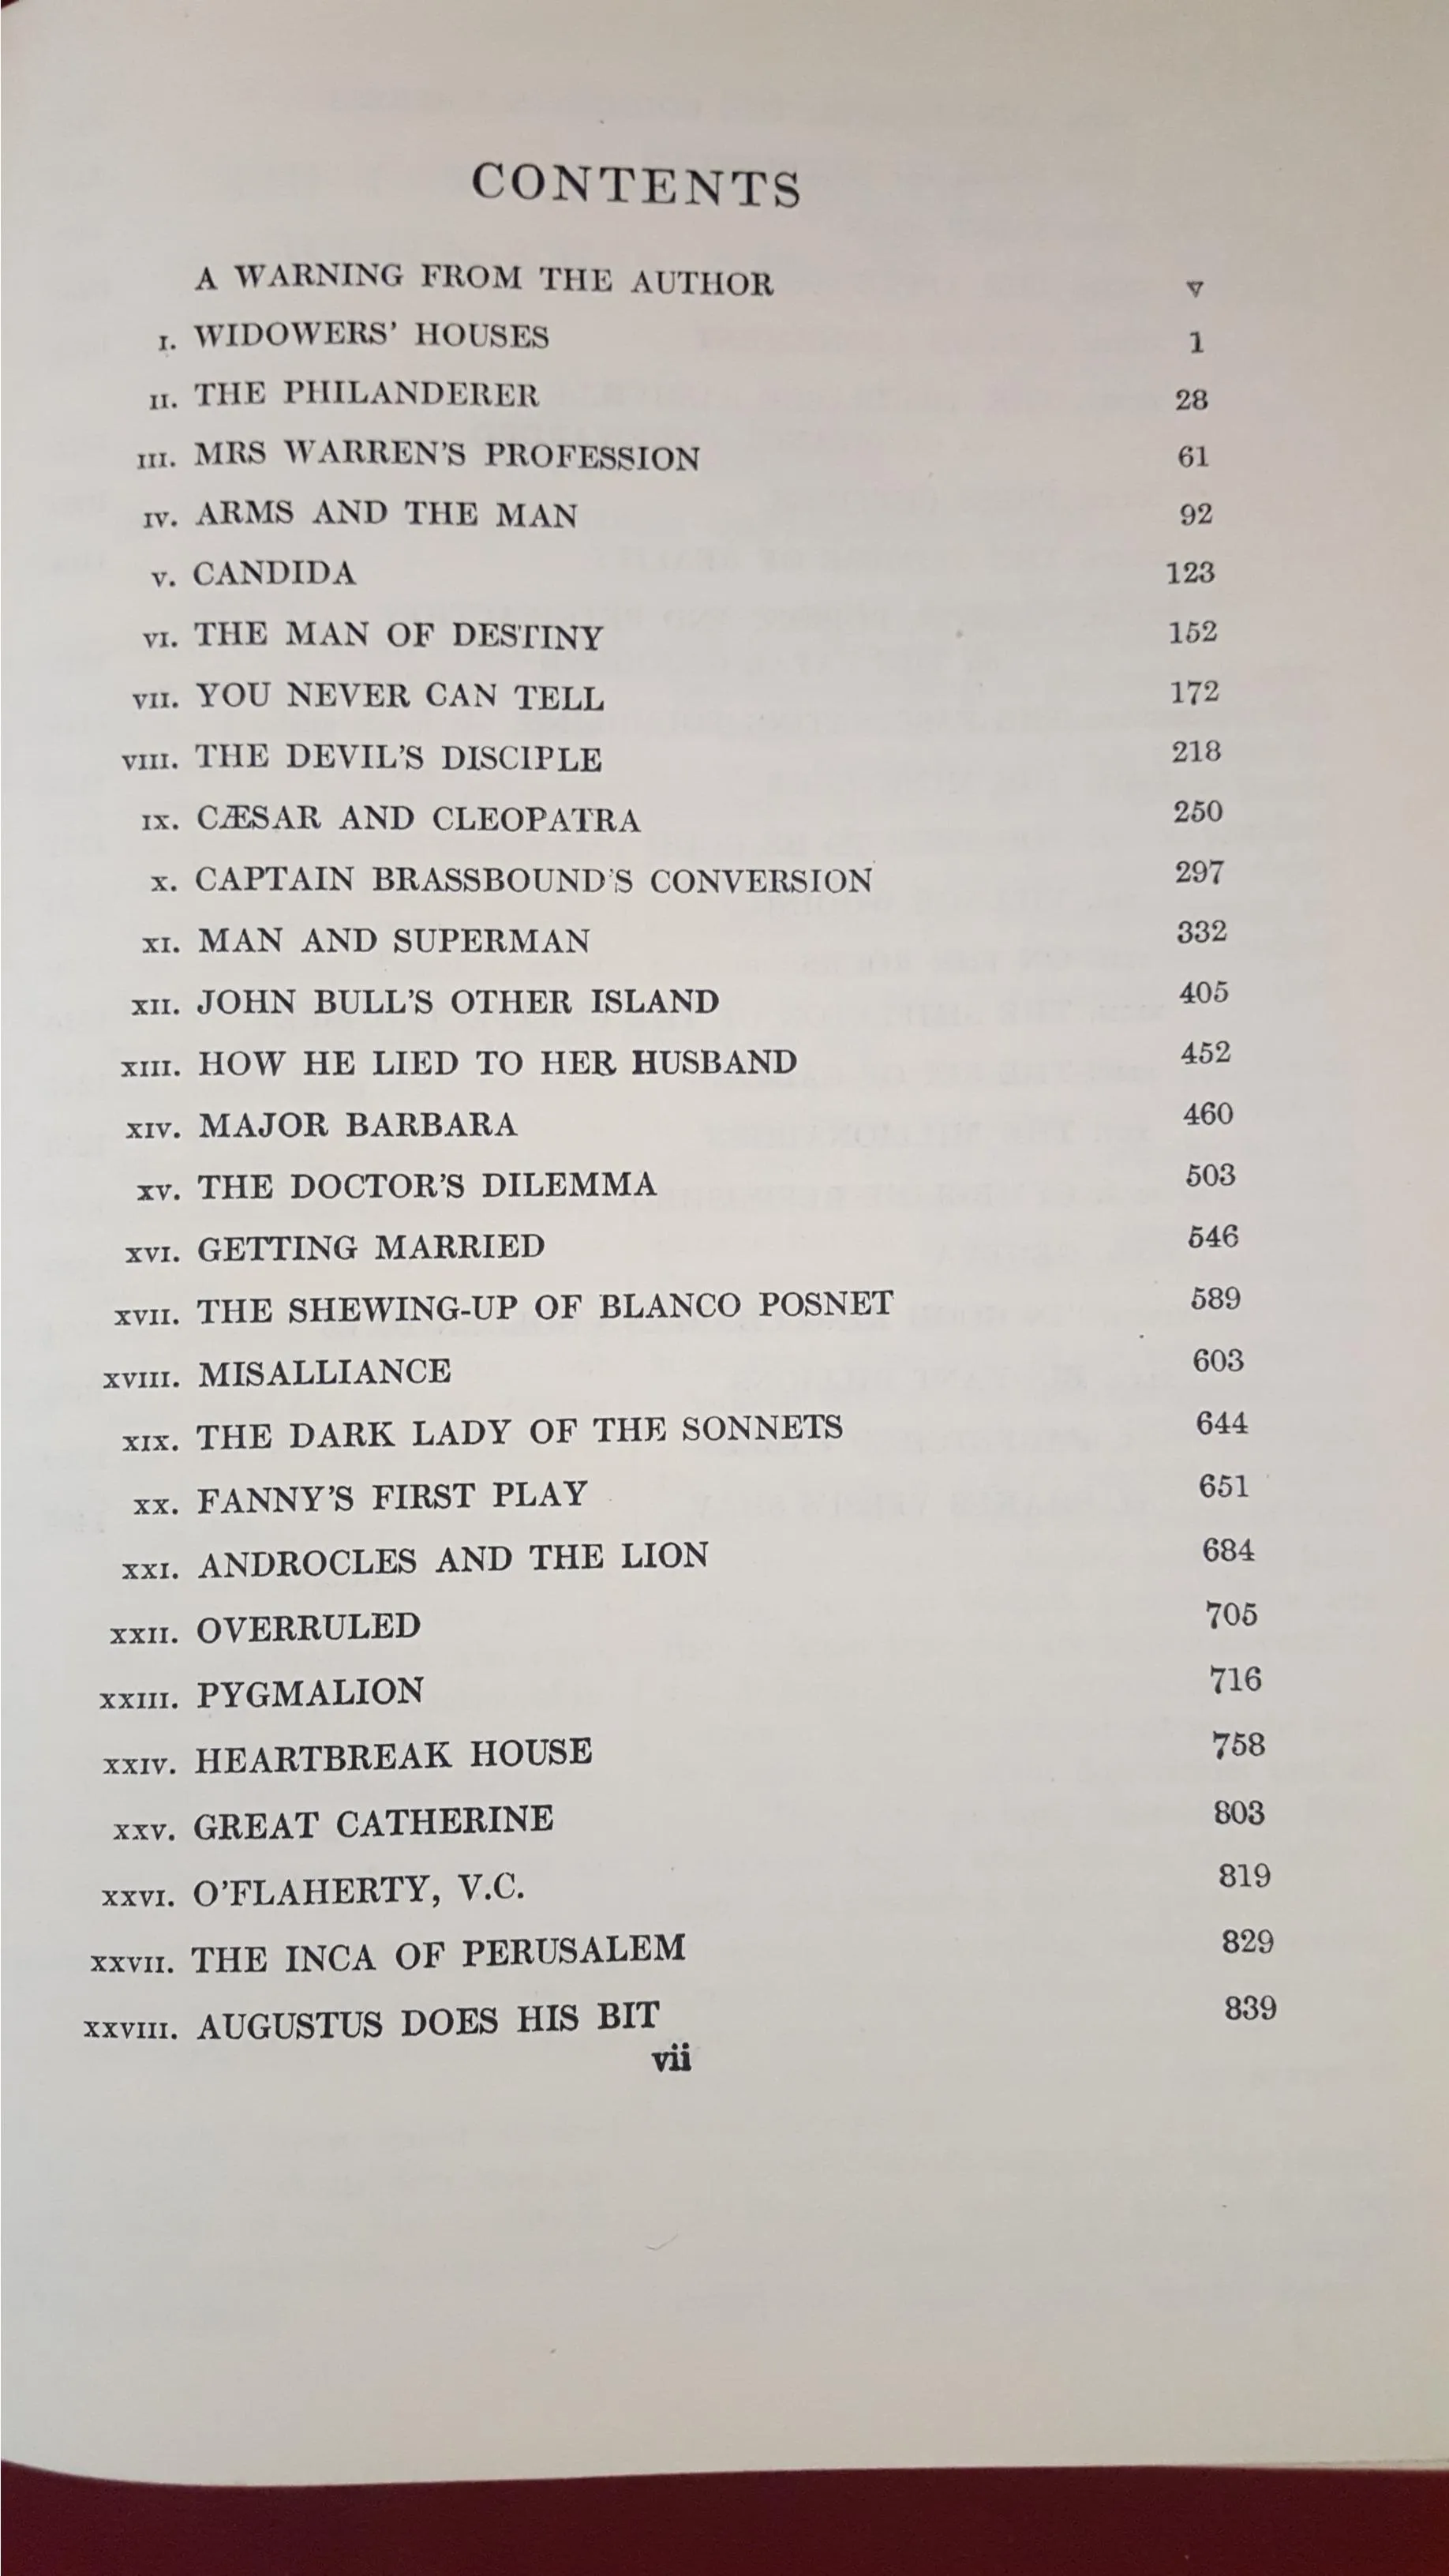 CONTENTS
A WARNING FROM THE AUTHOR v
I. WIDOWERS' HOUSES 1
II. THE PHILANDERER 28
III. MRS WARREN'S PROFESSION 61
IV. ARMS AND THE MAN 92
V. CANDIDA 123
VI. THE MAN OF DESTINY 152
VII. YOU NEVER CAN TELL 172
VIII. THE DEVIL'S DISCIPLE 218
IX. CÆSAR AND CLEOPATRA 250
X. CAPTAIN BRASSBOUND'S CONVERSION 297
XI. MAN AND SUPERMAN 332
XII. JOHN BULL'S OTHER ISLAND 405
XIII. HOW HE LIED TO HER HUSBAND 452
XIV. MAJOR BARBARA 460
XV. THE DOCTOR'S DILEMMA 503
XVI. GETTING MARRIED 546
XVII. THE SHEWING-UP OF BLANCO POSNET 589
XVIII. MISALLIANCE 603
XIX. THE DARK LADY OF THE SONNETS 644
XX. FANNY'S FIRST PLAY 651
XXI. ANDROCLES AND THE LION 684
XXII. OVERRULED 705
XXIII. PYGMALION 716
XXIV. HEARTBREAK HOUSE 758
XXV. GREAT CATHERINE 803
XXVI. O'FLAHERTY, V.C. 819
XXVII. THE INCA OF PERUSALEM 829
XXVIII. AUGUSTUS DOES HIS BIT 839
vii